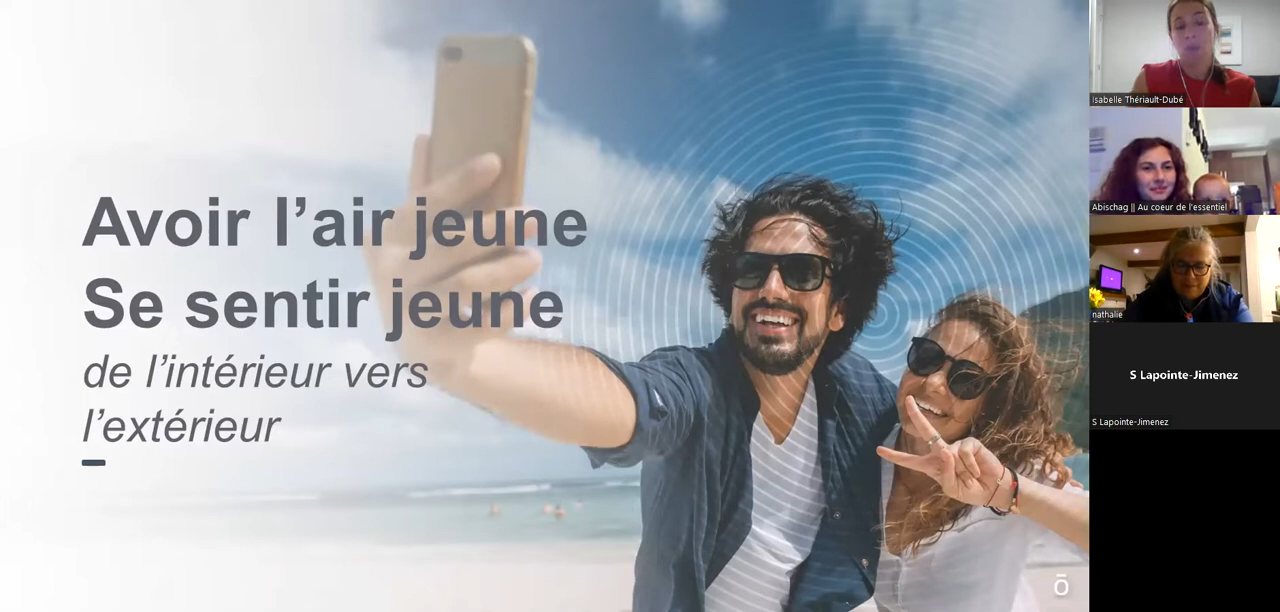 Avoir l’air jeune
Se sentir jeune
de l’intérieur vers
l’extérieur
ō
Isabelle Thériault-Dubé
Abischag || Au coeur de l'essentiel
nathalie
S Lapointe-Jimenez
S Lapointe-Jimenez